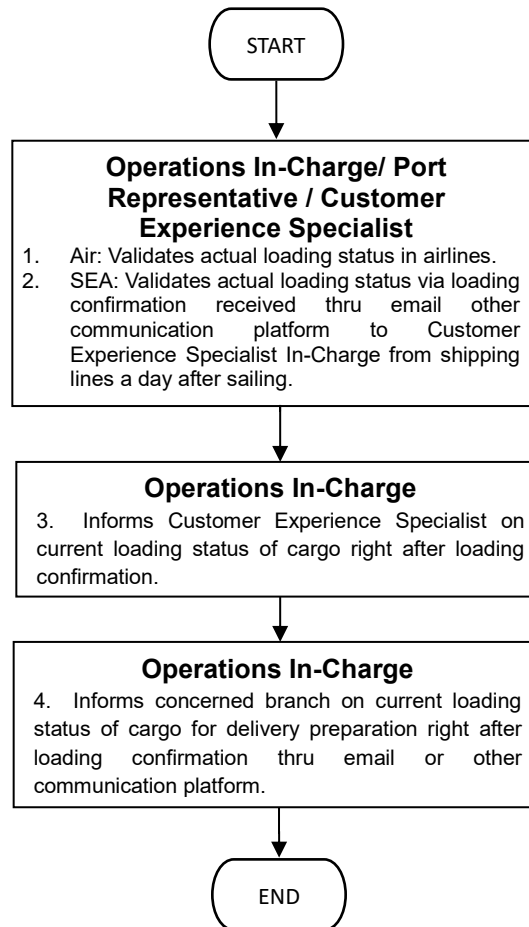 START
Operations In-Charge/ Port
Representative / Customer
Experience Specialist
1. Air: Validates actual loading status in airlines.
2. SEA: Validates actual loading status via loading
confirmation received thru email other
communication platform to Customer
Experience Specialist In-Charge from shipping
lines a day after sailing.
Operations In-Charge
3. Informs Customer Experience Specialist on
current loading status of cargo right after loading
confirmation.
Operations In-Charge
4. Informs concerned branch on current loading
status of cargo for delivery preparation right after
loading confirmation thru email or other
communication platform.
END